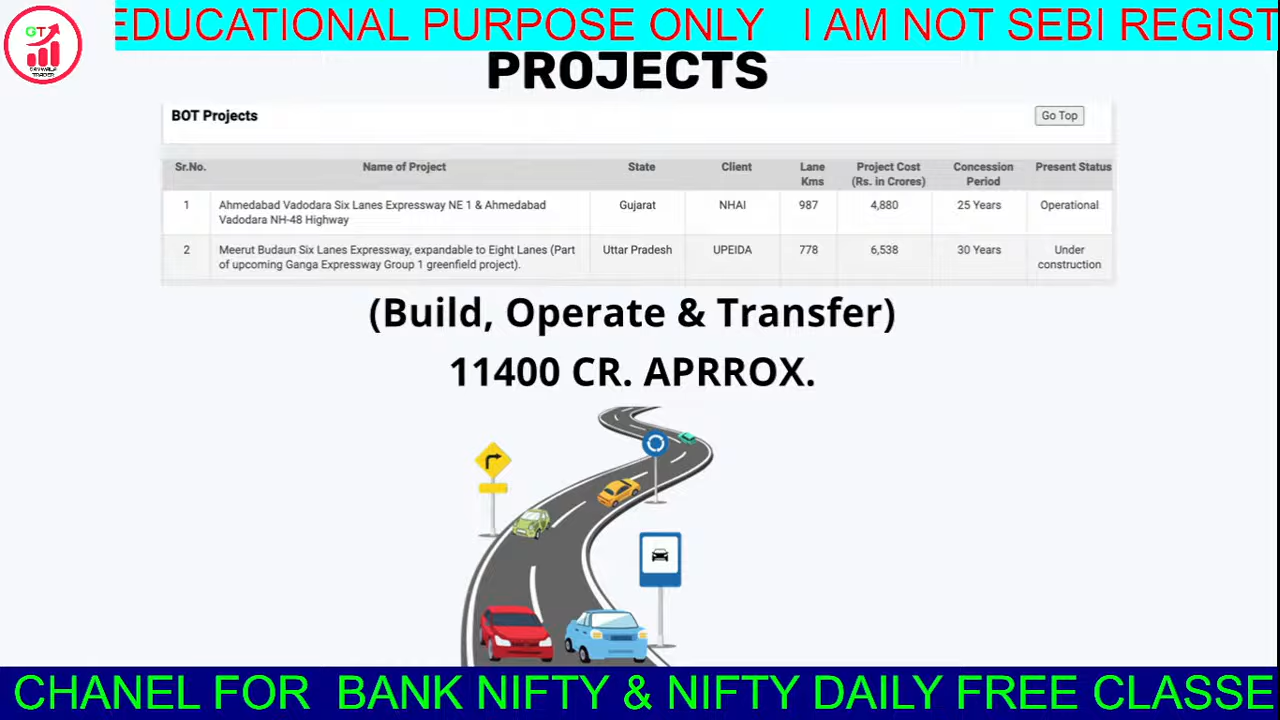 EDUCATIONAL PURPOSE ONLY I AM NOT SEBI REGIST
GT
TRADER
PROJECTS
BOT Projects
Go Top
Sr.No. Name of Project State Client Lane Kms Project Cost (Rs. in Crores) Concession Period Present Status
1 Ahmedabad Vadodara Six Lanes Expressway NE 1 & Ahmedabad Vadodara NH-48 Highway Gujarat NHAI 987 4,880 25 Years Operational
2 Meerut Budaun Six Lanes Expressway, expandable to Eight Lanes (Part of upcoming Ganga Expressway Group 1 greenfield project). Uttar Pradesh UPEIDA 778 6,538 30 Years Under construction
(Build, Operate & Transfer)
11400 CR. APRROX.
CHANEL FOR BANK NIFTY & NIFTY DAILY FREE CLASSE